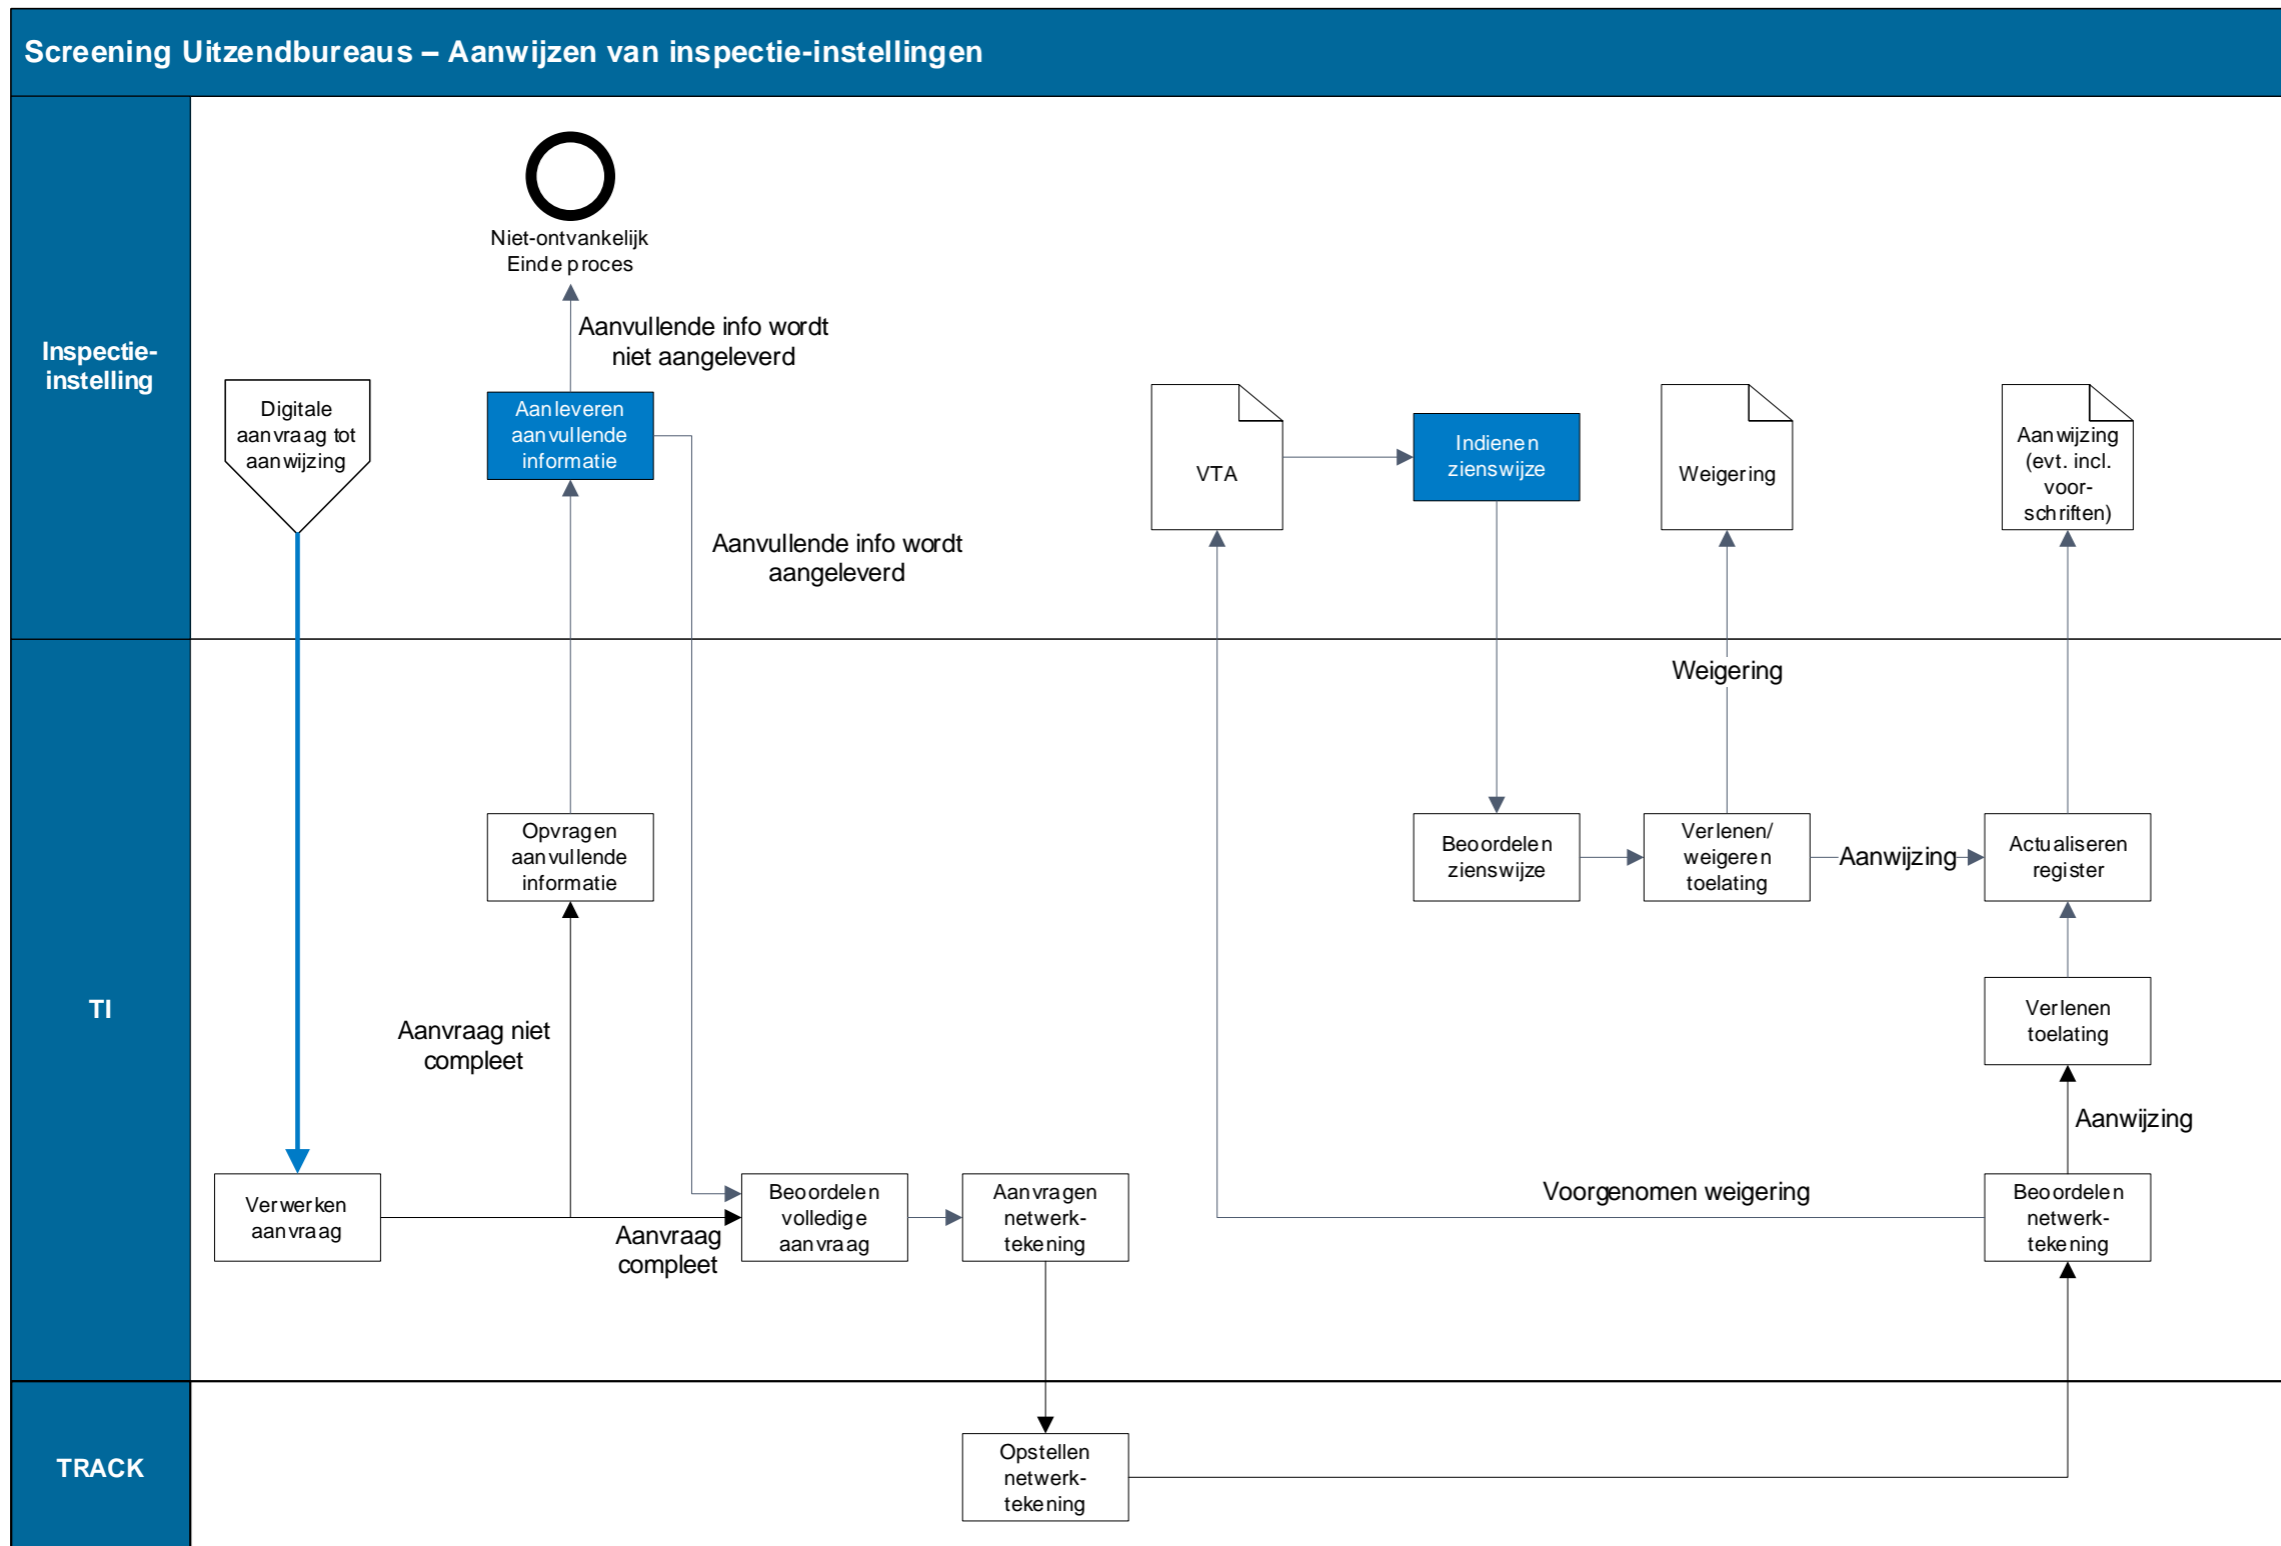 Screening Uitzendbureaus – Aanwijzen van inspectie-instellingen
Inspectie-
instelling
Digitale
aanvraag tot
aanwijzing
Niet-ontvankelijk
Einde proces
Aanvullende info wordt
niet aangeleverd
Aanleveren
aanvullende
informatie
Aanvullende info wordt
aangeleverd
VTA
Indienen
zienswijze
Weigering
Aanwijzing
(evt. incl.
voor-
schriften)
TI
Weigering
Opvragen
aanvullende
informatie
Beoordelen
zienswijze
Verlenen/
weigeren
toelating
Aanwijzing
Actualiseren
register
Verlenen
toelating
Aanvraag niet
compleet
Aanwijzing
Verwerken
aanvraag
Aanvraag
compleet
Beoordelen
volledige
aanvraag
Aanvragen
netwerk-
tekening
Voorgenomen weigering
Beoordelen
netwerk-
tekening
TRACK
Opstellen
netwerk-
tekening